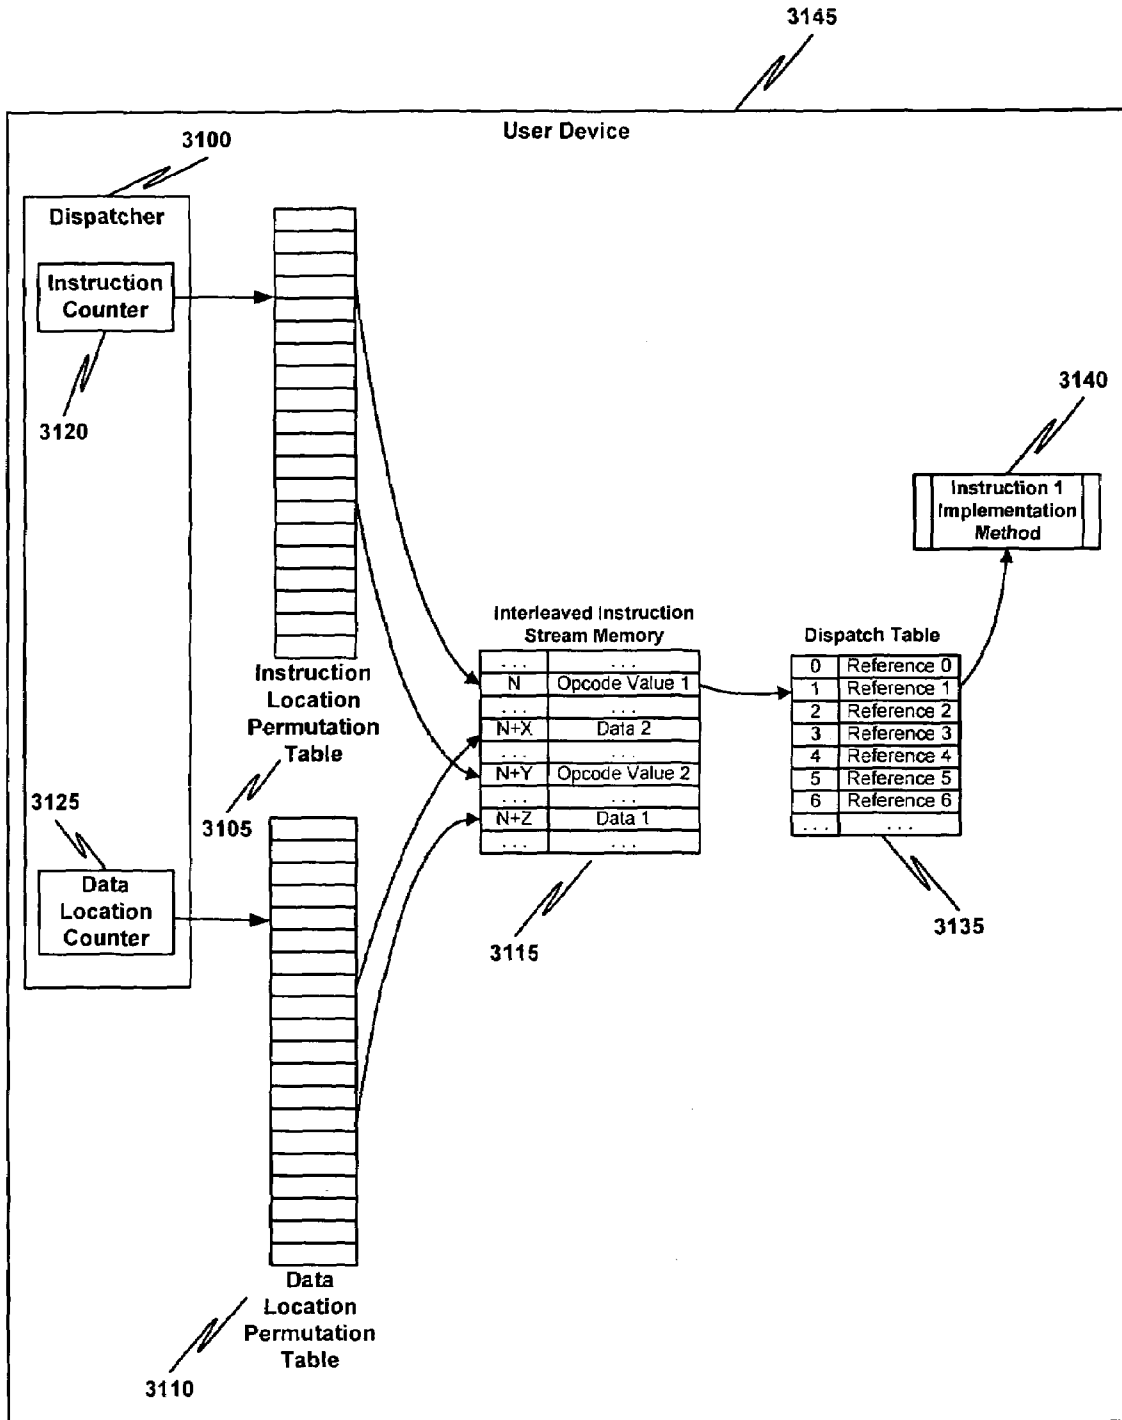 3145
User Device
3100
Dispatcher
Instruction
Counter
3120
3140
Instruction 1
Implementation
Method
Interleaved Instruction
Stream Memory
. . . . . .
N Opcode Value 1
. . . . . .
N+X Data 2
. . . . . .
N+Y Opcode Value 2
. . . . . .
N+Z Data 1
. . . . . .
Dispatch Table
0 Reference 0
1 Reference 1
2 Reference 2
3 Reference 3
4 Reference 4
5 Reference 5
6 Reference 6
. . . . . .
Instruction
Location
Permutation
Table
3125
3105
Data
Location
Counter
3115
3135
Data
Location
Permutation
Table
3110